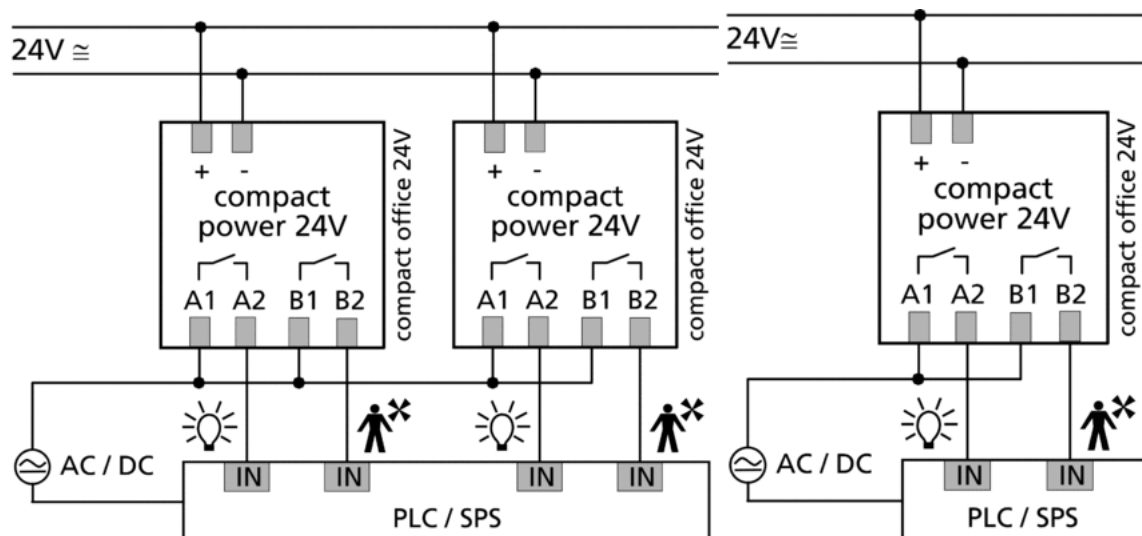 24V ≅
+ -
compact
power 24V
A1 A2 B1 B2
compact office 24V
+ -
compact
power 24V
A1 A2 B1 B2
compact office 24V
AC / DC
IN IN IN IN
PLC / SPS
24V≅
+ -
compact
power 24V
A1 A2 B1 B2
compact office 24V
AC / DC
IN IN
PLC / SPS